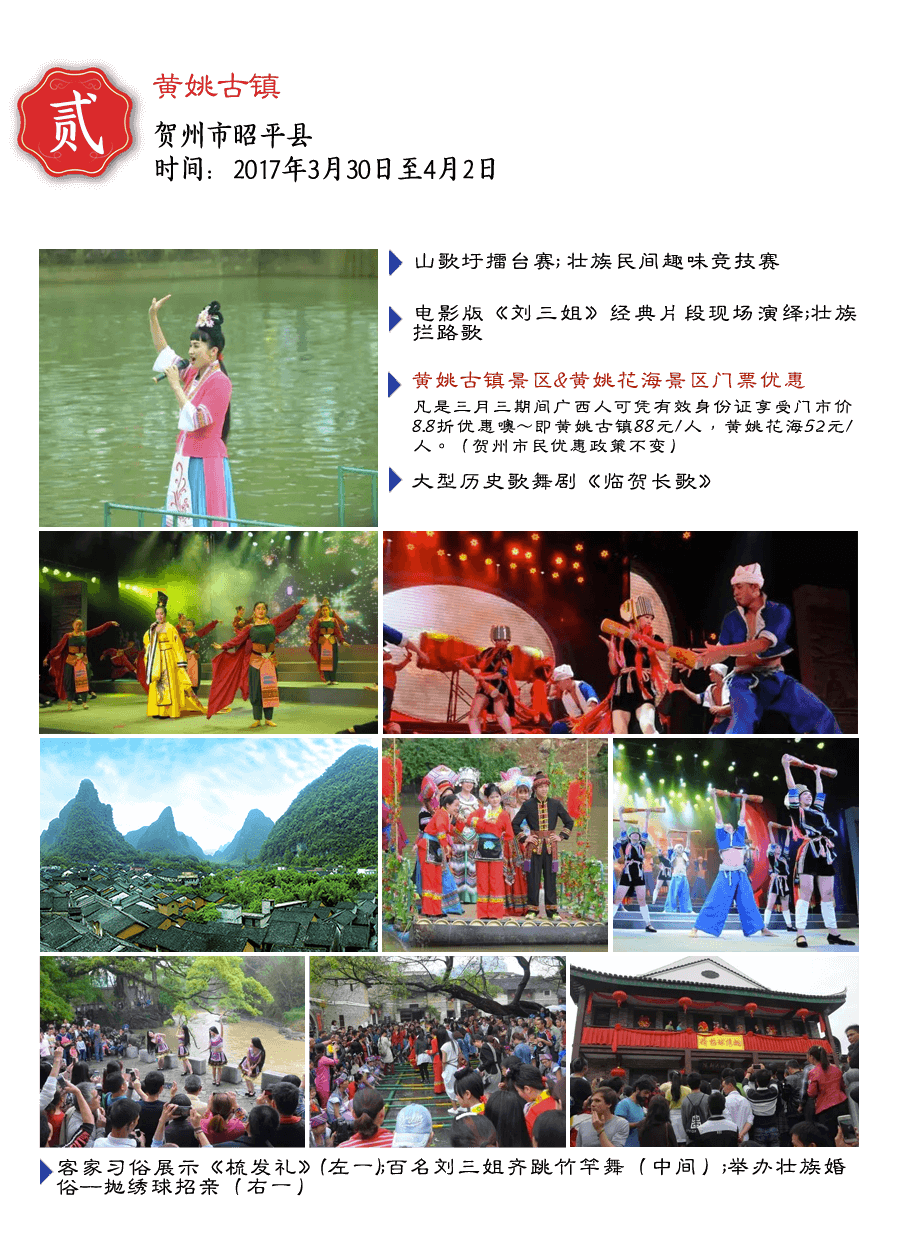 贰
黄姚古镇
贺州市昭平县
时间：2017年3月30日至4月2日
山歌圩擂台赛;壮族民间趣味竞技赛
电影版《刘三姐》经典片段现场演绎;壮族
拦路歌
黄姚古镇景区&黄姚花海景区门票优惠
凡是三月三期间广西人可凭有效身份证享受门市价
8.8折优惠噢～即黄姚古镇88元/人，黄姚花海52元/
人。（贺州市民优惠政策不变）
大型历史歌舞剧《临贺长歌》
客家习俗展示《梳发礼》(左一);百名刘三姐齐跳竹竿舞（中间）;举办壮族婚
俗—抛绣球招亲（右一）